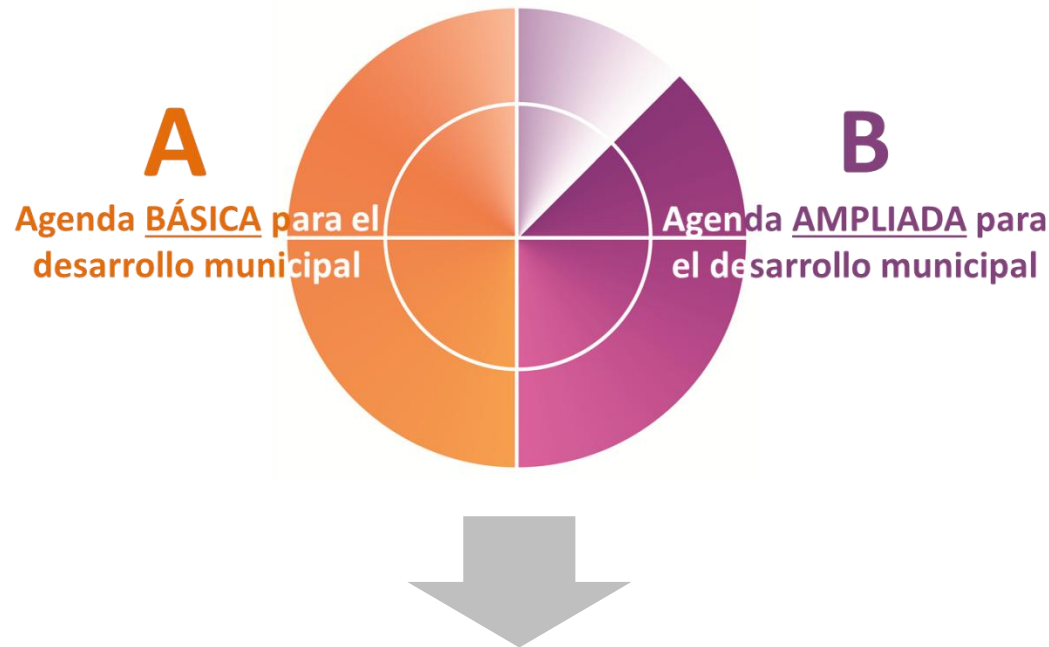 A
Agenda BÁSICA para el
desarrollo municipal
B
Agenda AMPLIADA para
el desarrollo municipal